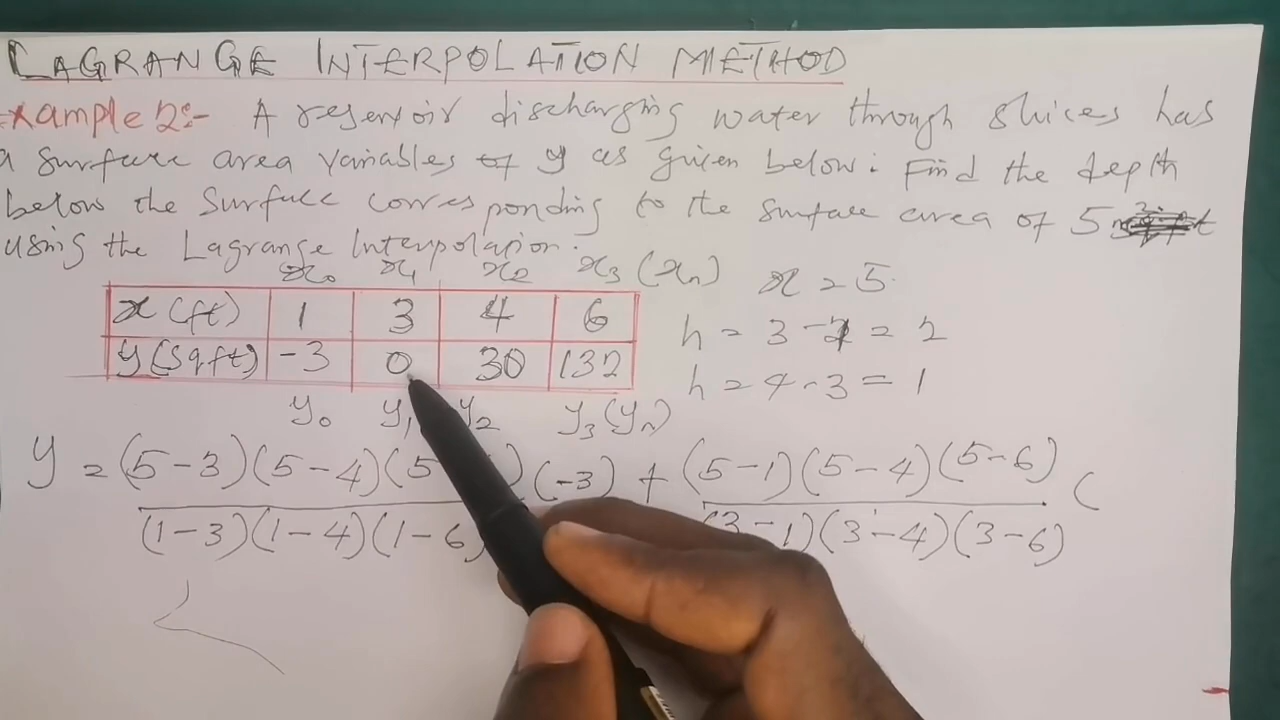 LAGRANGE INTERPOLATION METHOD
Example 2:- A reservoir discharging water through sluices has
a surface area variables of y as given below: Find the depth
below the surface corresponding to the surface area of 5
using the Lagrange Interpolation.
x0 x1 x2 x3 (xn) x = 5
x (ft) 1 3 4 6
h = 3 - 1 = 2
y (sqft) -3 0 30 132
h = 4 - 3 = 1
y0 y1 y2 y3 (yn)
y = (5-3)(5-4)(5 ) (-3) + (5-1)(5-4)(5-6) (
(1-3)(1-4)(1-6 (3-1)(3-4)(3-6)